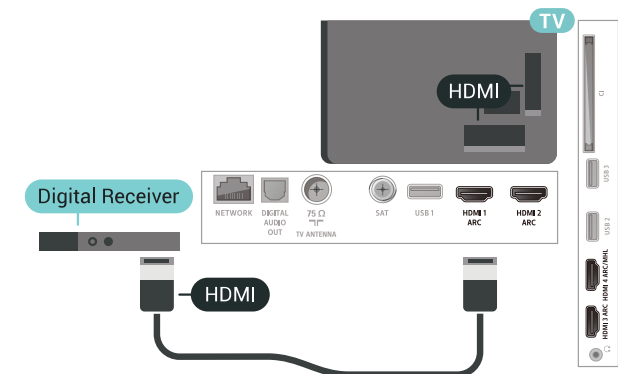 TV
HDMI
CI
USB 3
USB 2
HDMI 4 ARC/MHL
HDMI 3 ARC
Digital Receiver
NETWORK
DIGITAL
AUDIO
OUT
75 Ω
TV ANTENNA
SAT
USB 1
HDMI 1
ARC
HDMI 2
ARC
HDMI